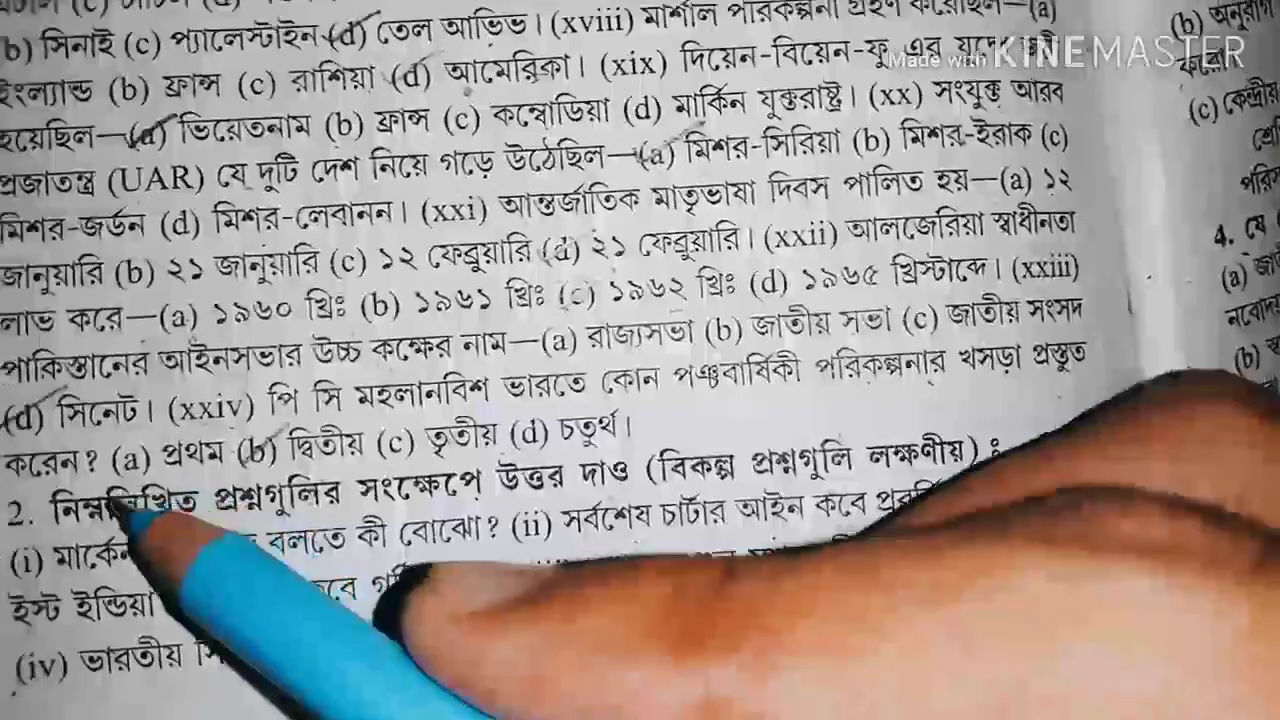 b) সিনাই (c) প্যালেস্টাইন (d) তেল আভিভ। (xviii) মার্শাল পরিকল্পনা গ্রহণ করেছিল—(a)
ইংল্যান্ড (b) ফ্রান্স (c) রাশিয়া (d) আমেরিকা। (xix) দিয়েন-বিয়েন-ফু এর যুদ্ধে জয়ী
হয়েছিল—(a) ভিয়েতনাম (b) ফ্রান্স (c) কম্বোডিয়া (d) মার্কিন যুক্তরাষ্ট্র। (xx) সংযুক্ত আরব
প্রজাতন্ত্র (UAR) যে দুটি দেশ নিয়ে গড়ে উঠেছিল—(a) মিশর-সিরিয়া (b) মিশর-ইরাক (c)
মিশর-জর্ডন (d) মিশর-লেবানন। (xxi) আন্তর্জাতিক মাতৃভাষা দিবস পালিত হয়—(a) ১২
জানুয়ারি (b) ২১ জানুয়ারি (c) ১২ ফেব্রুয়ারি (d) ২১ ফেব্রুয়ারি। (xxii) আলজেরিয়া স্বাধীনতা
লাভ করে—(a) ১৯৬০ খ্রিঃ (b) ১৯৬১ খ্রিঃ (c) ১৯৬২ খ্রিঃ (d) ১৯৬৫ খ্রিস্টাব্দে। (xxiii)
পাকিস্তানের আইনসভার উচ্চ কক্ষের নাম—(a) রাজ্যসভা (b) জাতীয় সভা (c) জাতীয় সংসদ
(d) সিনেট। (xxiv) পি সি মহলানবিশ ভারতে কোন পঞ্চবার্ষিকী পরিকল্পনার খসড়া প্রস্তুত
করেন? (a) প্রথম (b) দ্বিতীয় (c) তৃতীয় (d) চতুর্থ।
2. নিম্নলিখিত প্রশ্নগুলির সংক্ষেপে উত্তর দাও (বিকল্প প্রশ্নগুলি লক্ষণীয়) :
(i) মার্কেন বলতে কী বোঝো? (ii) সর্বশেষ চার্টার আইন কবে
ইস্ট ইন্ডিয়া
(iv) ভারতীয়
(b)
(c) কেন্দ্রীয়
4. যে
(a)
(b)
Made with KINEMASTER